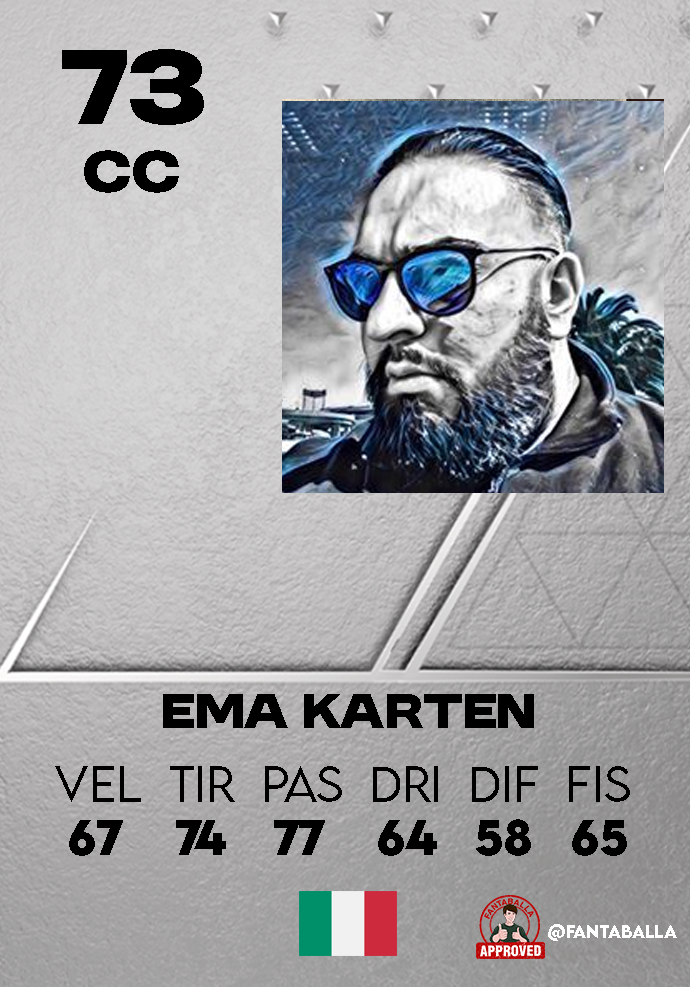 73
CC
EMA KARTEN
VEL TIR PAS DRI DIF FIS
67 74 77 64 58 65
FANTABALLA
APPROVED
@FANTABALLA